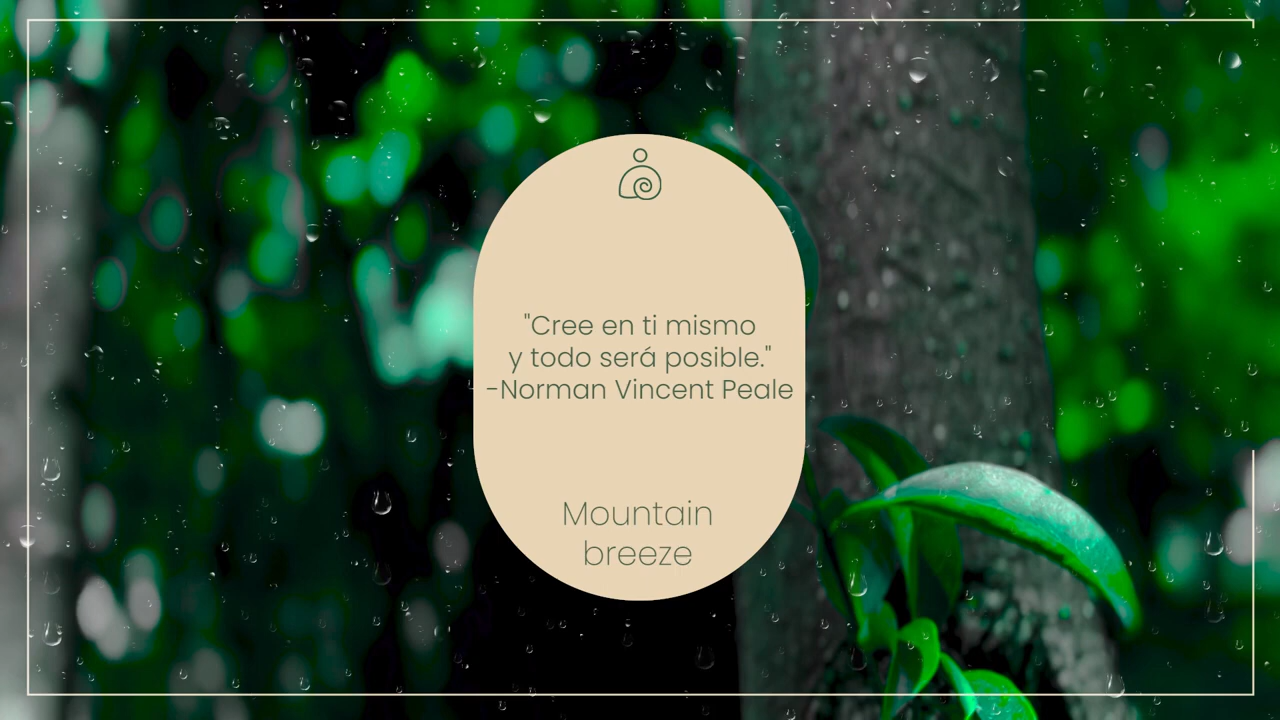 "Cree en ti mismo
y todo será posible."
-Norman Vincent Peale
Mountain
breeze